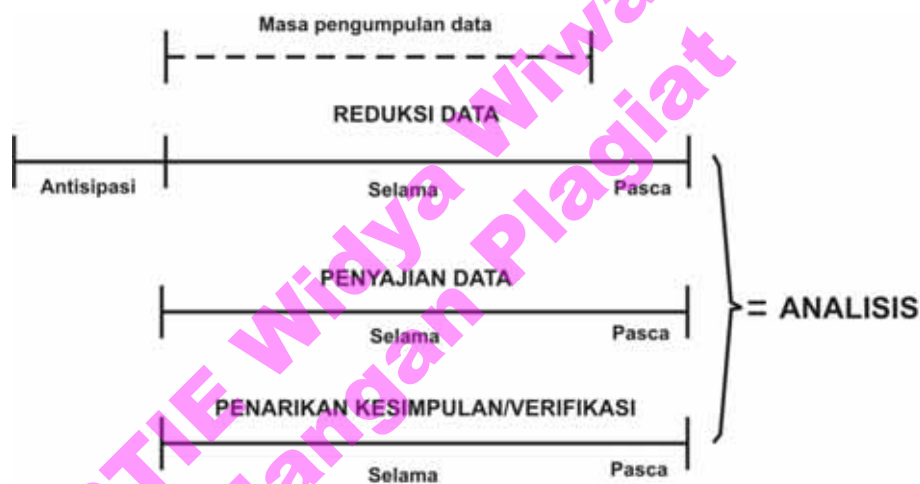 Masa pengumpulan data
REDUKSI DATA
Antisipasi Selama Pasca
PENYAJIAN DATA
Selama Pasca
= ANALISIS
PENARIKAN KESIMPULAN/VERIFIKASI
Selama Pasca
STIE Widya Wiwa
Jangan Plagiat